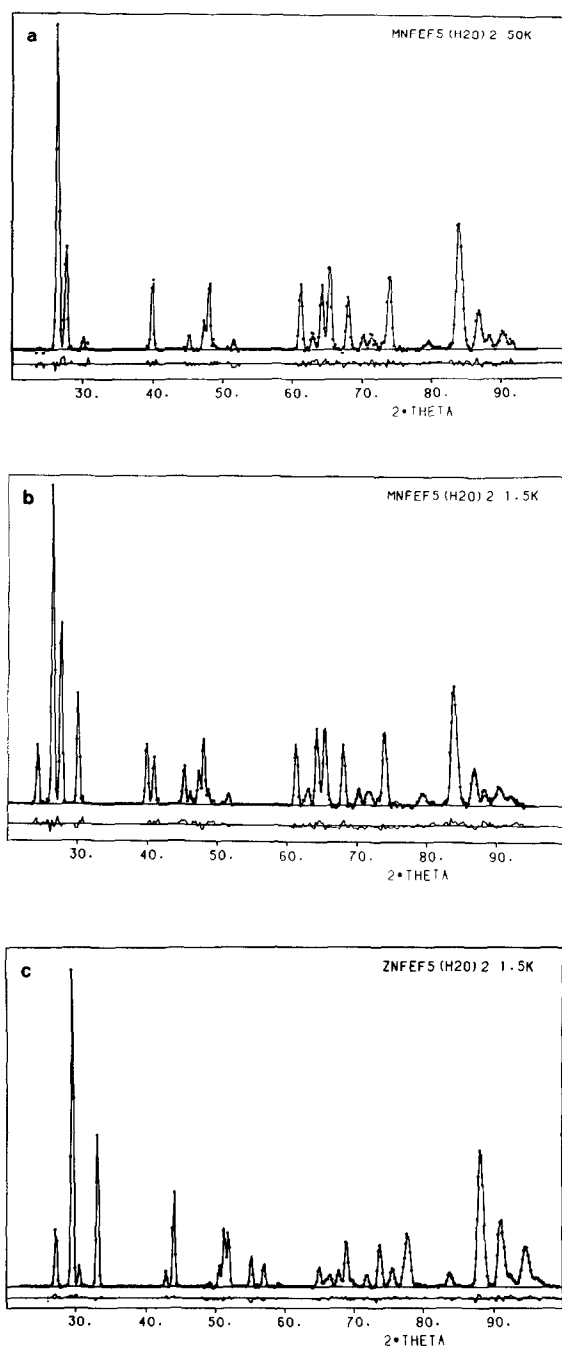 a
MNFEF5(H2O)2 50K
30. 40. 50. 60. 70. 80. 90.
2*THETA
b
MNFEF5(H2O)2 1.5K
30. 40. 50. 60. 70. 80. 90.
2*THETA
c
ZNFEF5(H2O)2 1.5K
30. 40. 50. 60. 70. 80. 90.
2*THETA